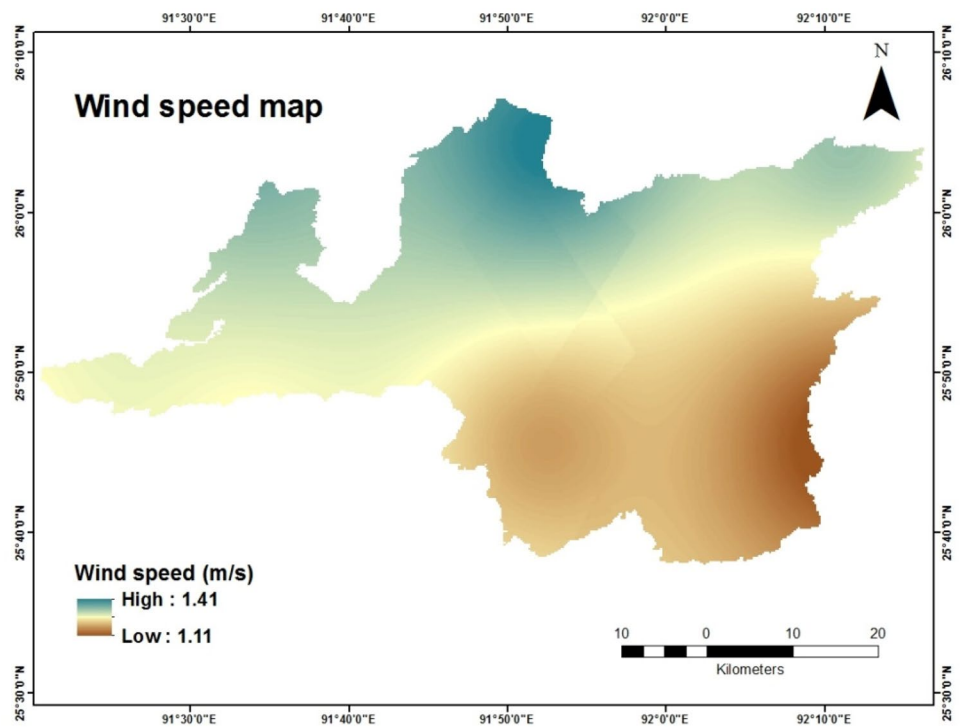 91°30'0"E 91°40'0"E 91°50'0"E 92°0'0"E 92°10'0"E
26°10'0"N 26°10'0"N
N
Wind speed map
26°0'0"N 26°0'0"N
25°50'0"N 25°50'0"N
25°40'0"N 25°40'0"N
Wind speed (m/s)
High : 1.41
Low : 1.11
10 0 10 20
Kilometers
25°30'0"N 25°30'0"N
91°30'0"E 91°40'0"E 91°50'0"E 92°0'0"E 92°10'0"E